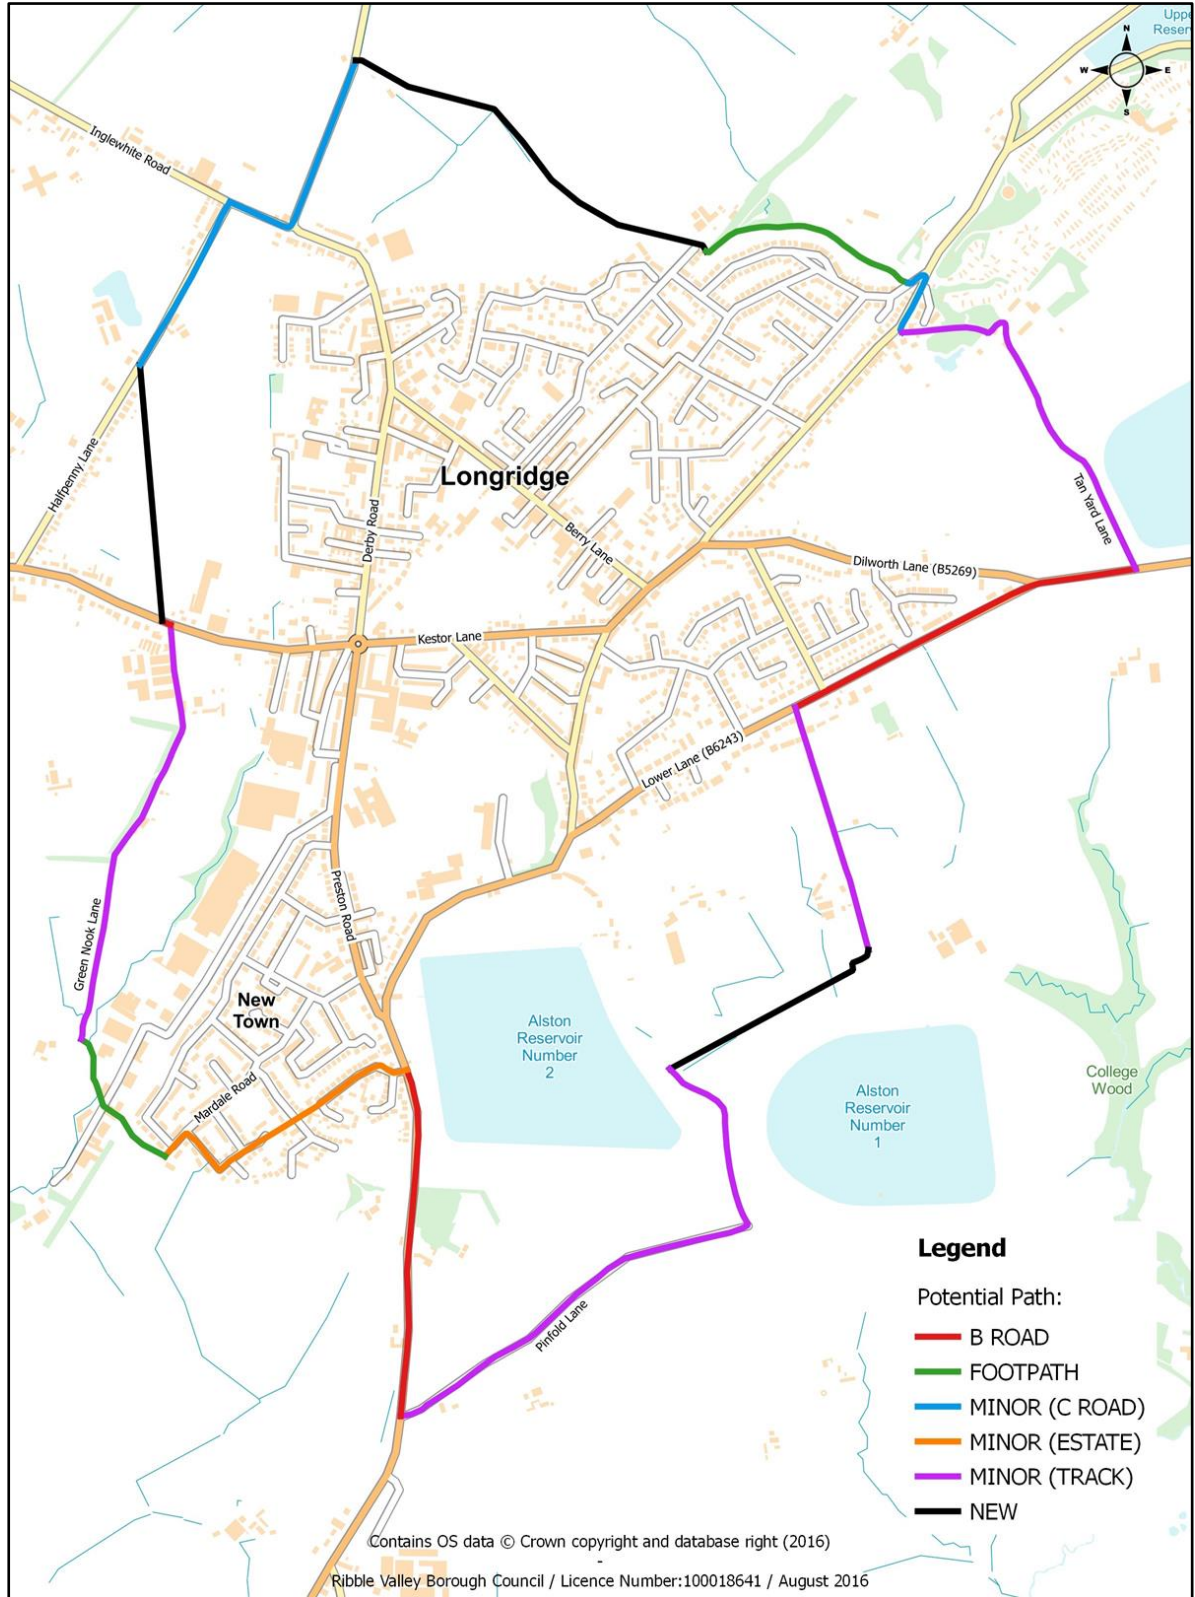 Uppe
Reser
N
W
E
S
Inglewhite Road
Halfpenny Lane
Longridge
Derby Road
Berry Lane
Tan Yard Lane
Dilworth Lane (B5269)
Kestor Lane
Lower Lane (B6243)
Preston Road
Green Nook Lane
New
Town
Mardale Road
Alston
Reservoir
Number
2
Alston
Reservoir
Number
1
College
Wood
Pinfold Lane
Legend
Potential Path:
B ROAD
FOOTPATH
MINOR (C ROAD)
MINOR (ESTATE)
MINOR (TRACK)
NEW
Contains OS data © Crown copyright and database right (2016)
-
Ribble Valley Borough Council / Licence Number:100018641 / August 2016